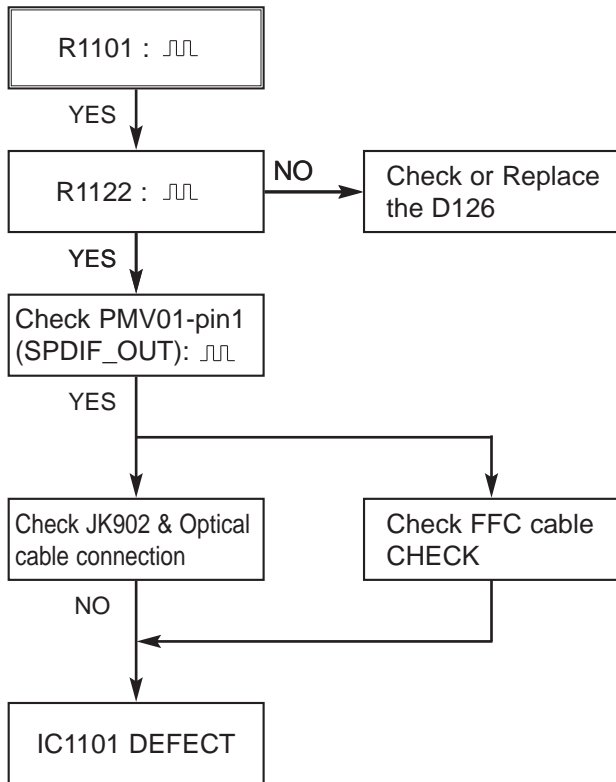 R1101 :
YES
R1122 :
NO
Check or Replace
the D126
YES
Check PMV01-pin1
(SPDIF_OUT):
YES
Check JK902 & Optical
cable connection
Check FFC cable
CHECK
NO
IC1101 DEFECT